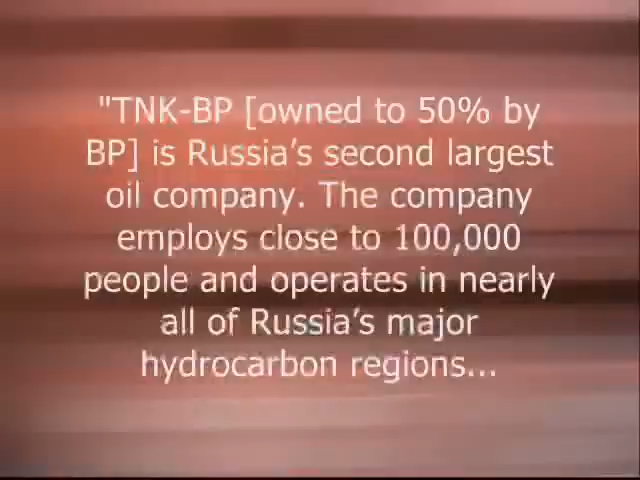 "TNK-BP [owned to 50% by
BP] is Russia’s second largest
oil company. The company
employs close to 100,000
people and operates in nearly
all of Russia’s major
hydrocarbon regions...